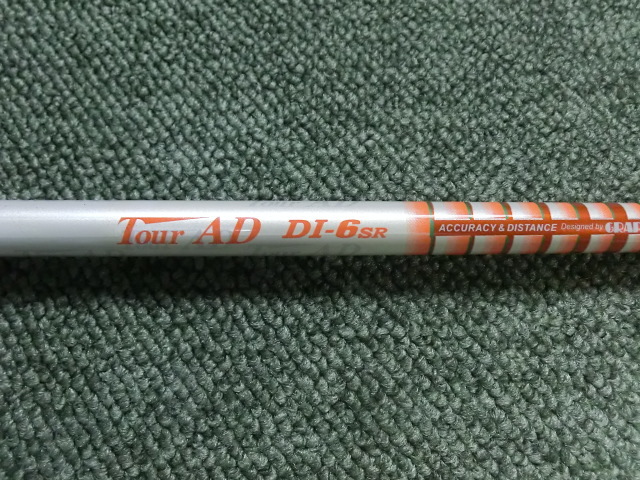 Tour AD DI-6SR ACCURACY & DISTANCE Designed by